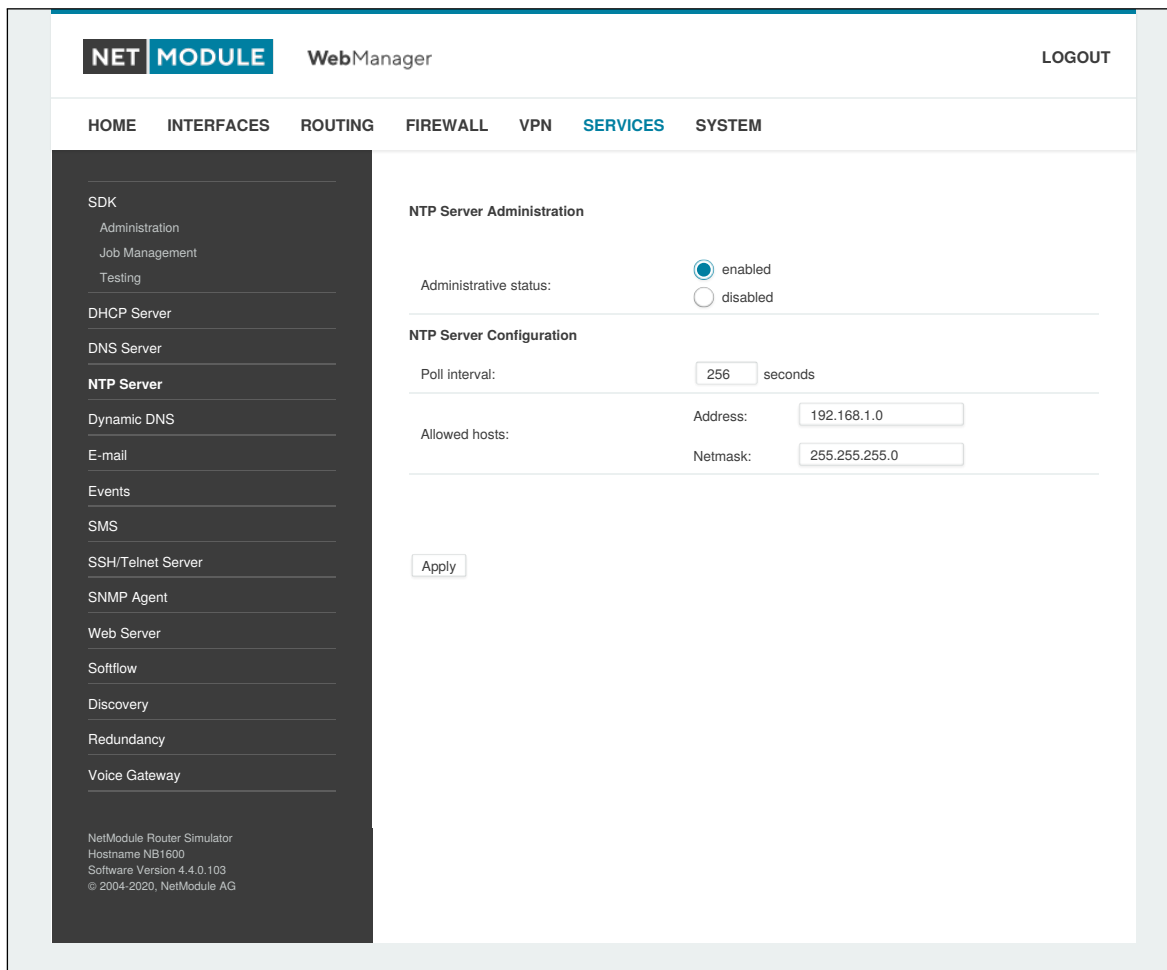 NET MODULE WebManager LOGOUT
HOME INTERFACES ROUTING FIREWALL VPN SERVICES SYSTEM
SDK
Administration
Job Management
Testing
DHCP Server
DNS Server
NTP Server
Dynamic DNS
E-mail
Events
SMS
SSH/Telnet Server
SNMP Agent
Web Server
Softflow
Discovery
Redundancy
Voice Gateway
NetModule Router Simulator
Hostname NB1600
Software Version 4.4.0.103
© 2004-2020, NetModule AG
NTP Server Administration
Administrative status:
enabled
disabled
NTP Server Configuration
Poll interval: 256 seconds
Allowed hosts:
Address: 192.168.1.0
Netmask: 255.255.255.0
Apply